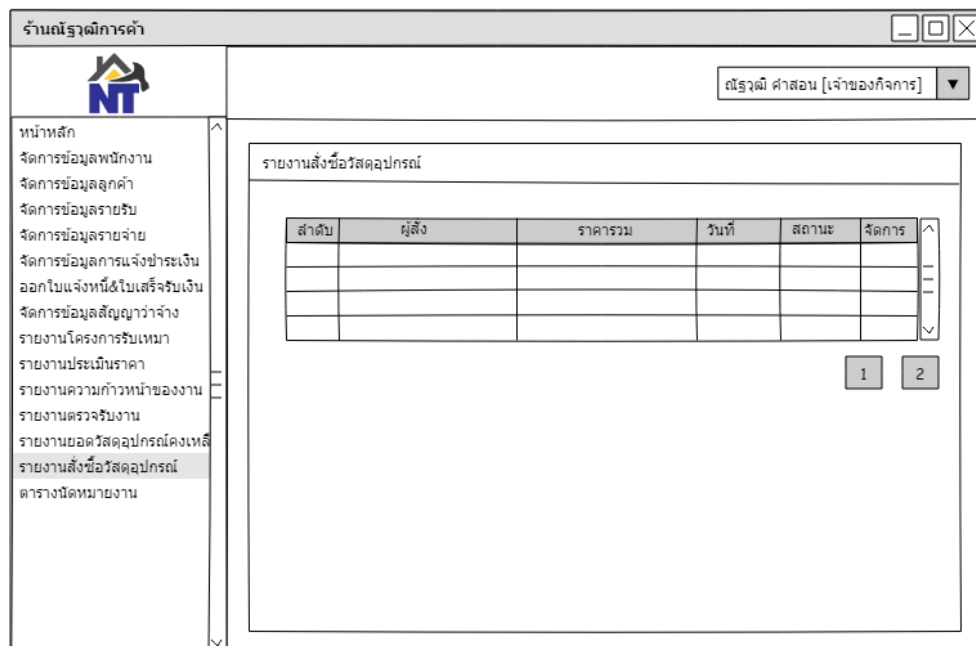 ร้านณัฐวุฒิการค้า
NT
ณัฐวุฒิ คำสอน [เจ้าของกิจการ]
หน้าหลัก
จัดการข้อมูลพนักงาน
จัดการข้อมูลลูกค้า
จัดการข้อมูลรายรับ
จัดการข้อมูลรายจ่าย
จัดการข้อมูลการแจ้งชำระเงิน
ออกใบแจ้งหนี้&ใบเสร็จรับเงิน
จัดการข้อมูลสัญญาว่าจ้าง
รายงานโครงการรับเหมา
รายงานประเมินราคา
รายงานความก้าวหน้าของงาน
รายงานตรวจรับงาน
รายงานยอดวัสดุอุปกรณ์คงเหลื
รายงานสั่งซื้อวัสดุอุปกรณ์
ตารางนัดหมายงาน
รายงานสั่งซื้อวัสดุอุปกรณ์
ลำดับ ผู้สั่ง ราคารวม วันที่ สถานะ จัดการ
1 2